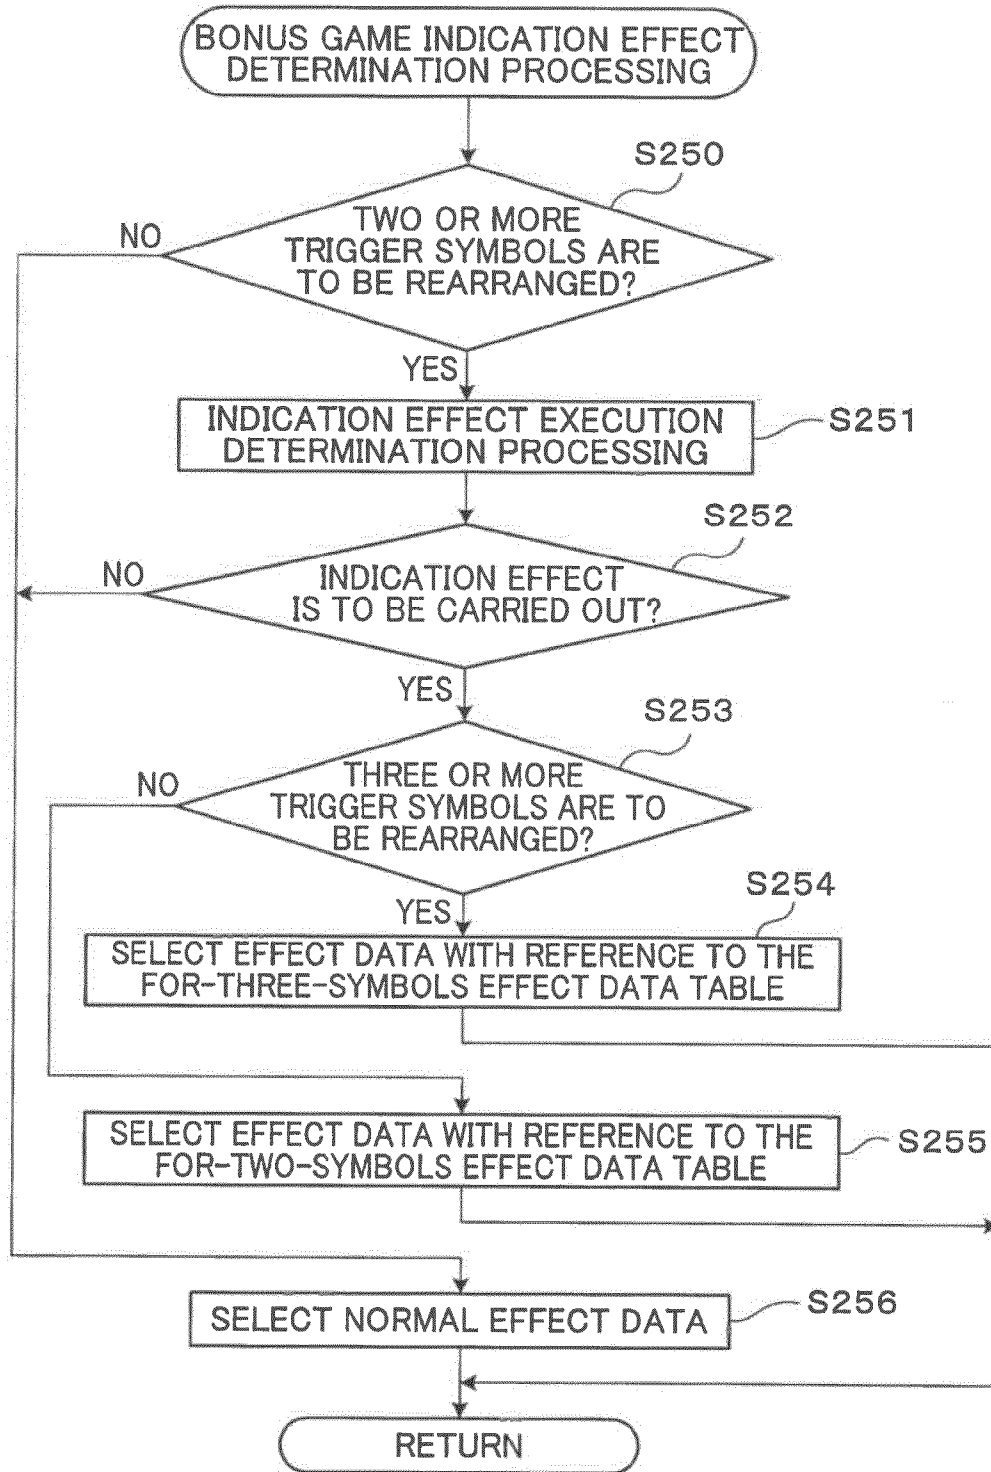 BONUS GAME INDICATION EFFECT
DETERMINATION PROCESSING
S250
TWO OR MORE
TRIGGER SYMBOLS ARE
TO BE REARRANGED?
NO
YES
INDICATION EFFECT EXECUTION
DETERMINATION PROCESSING
S251
S252
INDICATION EFFECT
IS TO BE CARRIED OUT?
NO
YES
S253
THREE OR MORE
TRIGGER SYMBOLS ARE TO
BE REARRANGED?
NO
YES
S254
SELECT EFFECT DATA WITH REFERENCE TO THE
FOR-THREE-SYMBOLS EFFECT DATA TABLE
SELECT EFFECT DATA WITH REFERENCE TO THE
FOR-TWO-SYMBOLS EFFECT DATA TABLE
S255
SELECT NORMAL EFFECT DATA
S256
RETURN